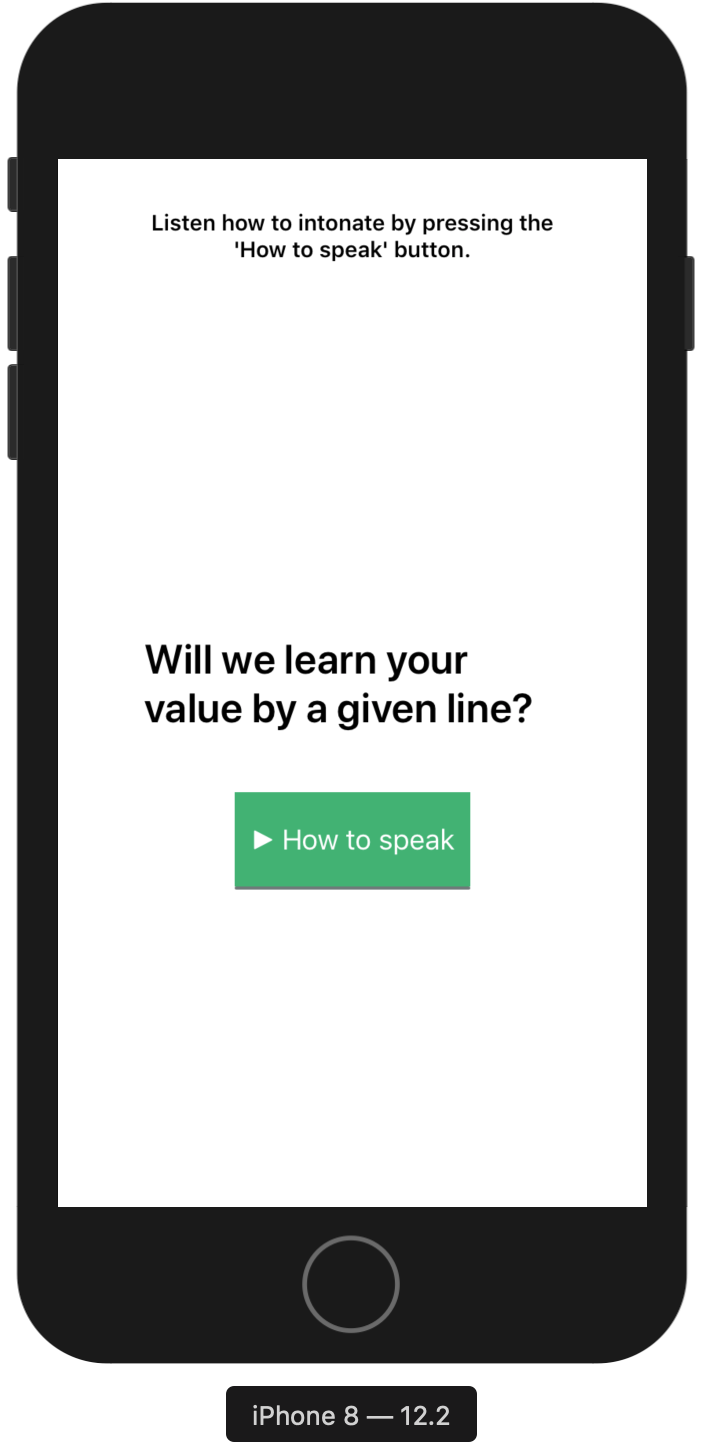 Listen how to intonate by pressing the
'How to speak' button.
Will we learn your
value by a given line?
▶ How to speak
iPhone 8 — 12.2